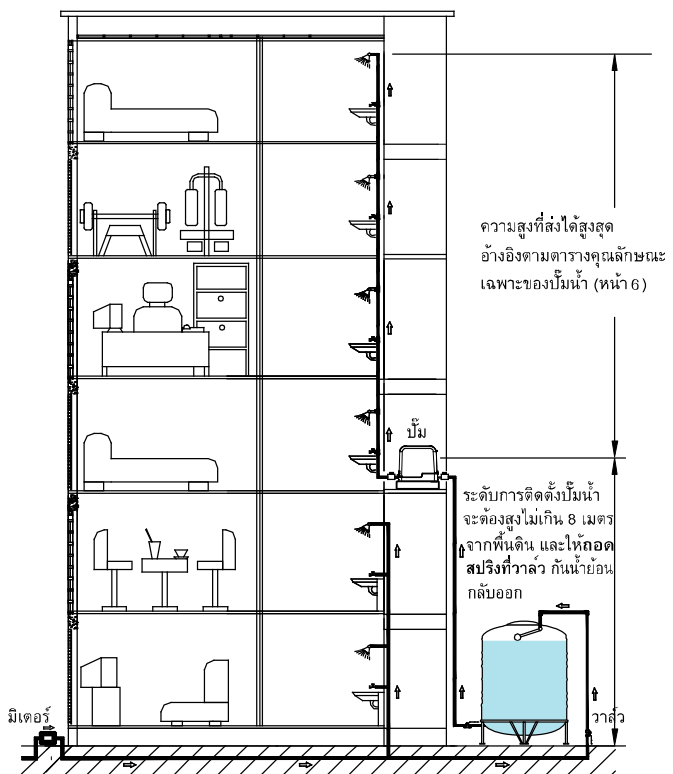 ความสูงที่ส่งได้สูงสุด
อ้างอิงตามตารางคุณลักษณะ
เฉพาะของปั๊มน้ำ (หน้า 6)
ปั๊ม
ระดับการติดตั้งปั๊มน้ำ
จะต้องสูงไม่เกิน 8 เมตร
จากพื้นดิน และให้ถอด
สปริงที่วาล์ว กันน้ำย้อน
กลับออก
มิเตอร์
วาล์ว